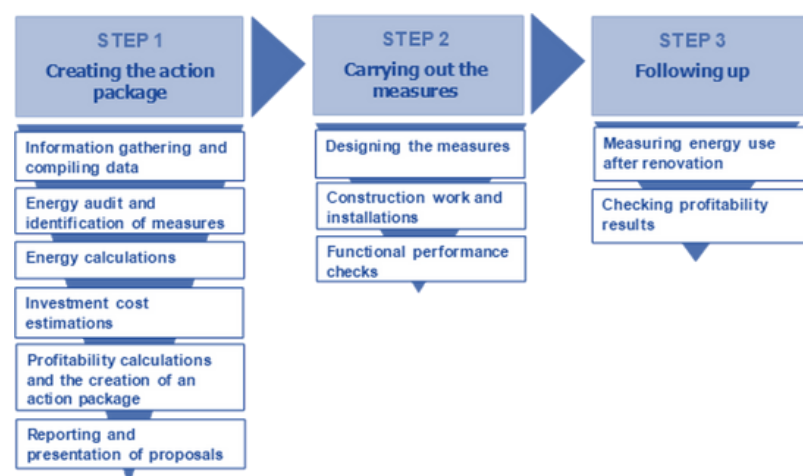 STEP 1
Creating the action
package
Information gathering and
compiling data
Energy audit and
identification of measures
Energy calculations
Investment cost
estimations
Profitability calculations
and the creation of an
action package
Reporting and
presentation of proposals
STEP 2
Carrying out the
measures
Designing the measures
Construction work and
installations
Functional performance
checks
STEP 3
Following up
Measuring energy use
after renovation
Checking profitability
results